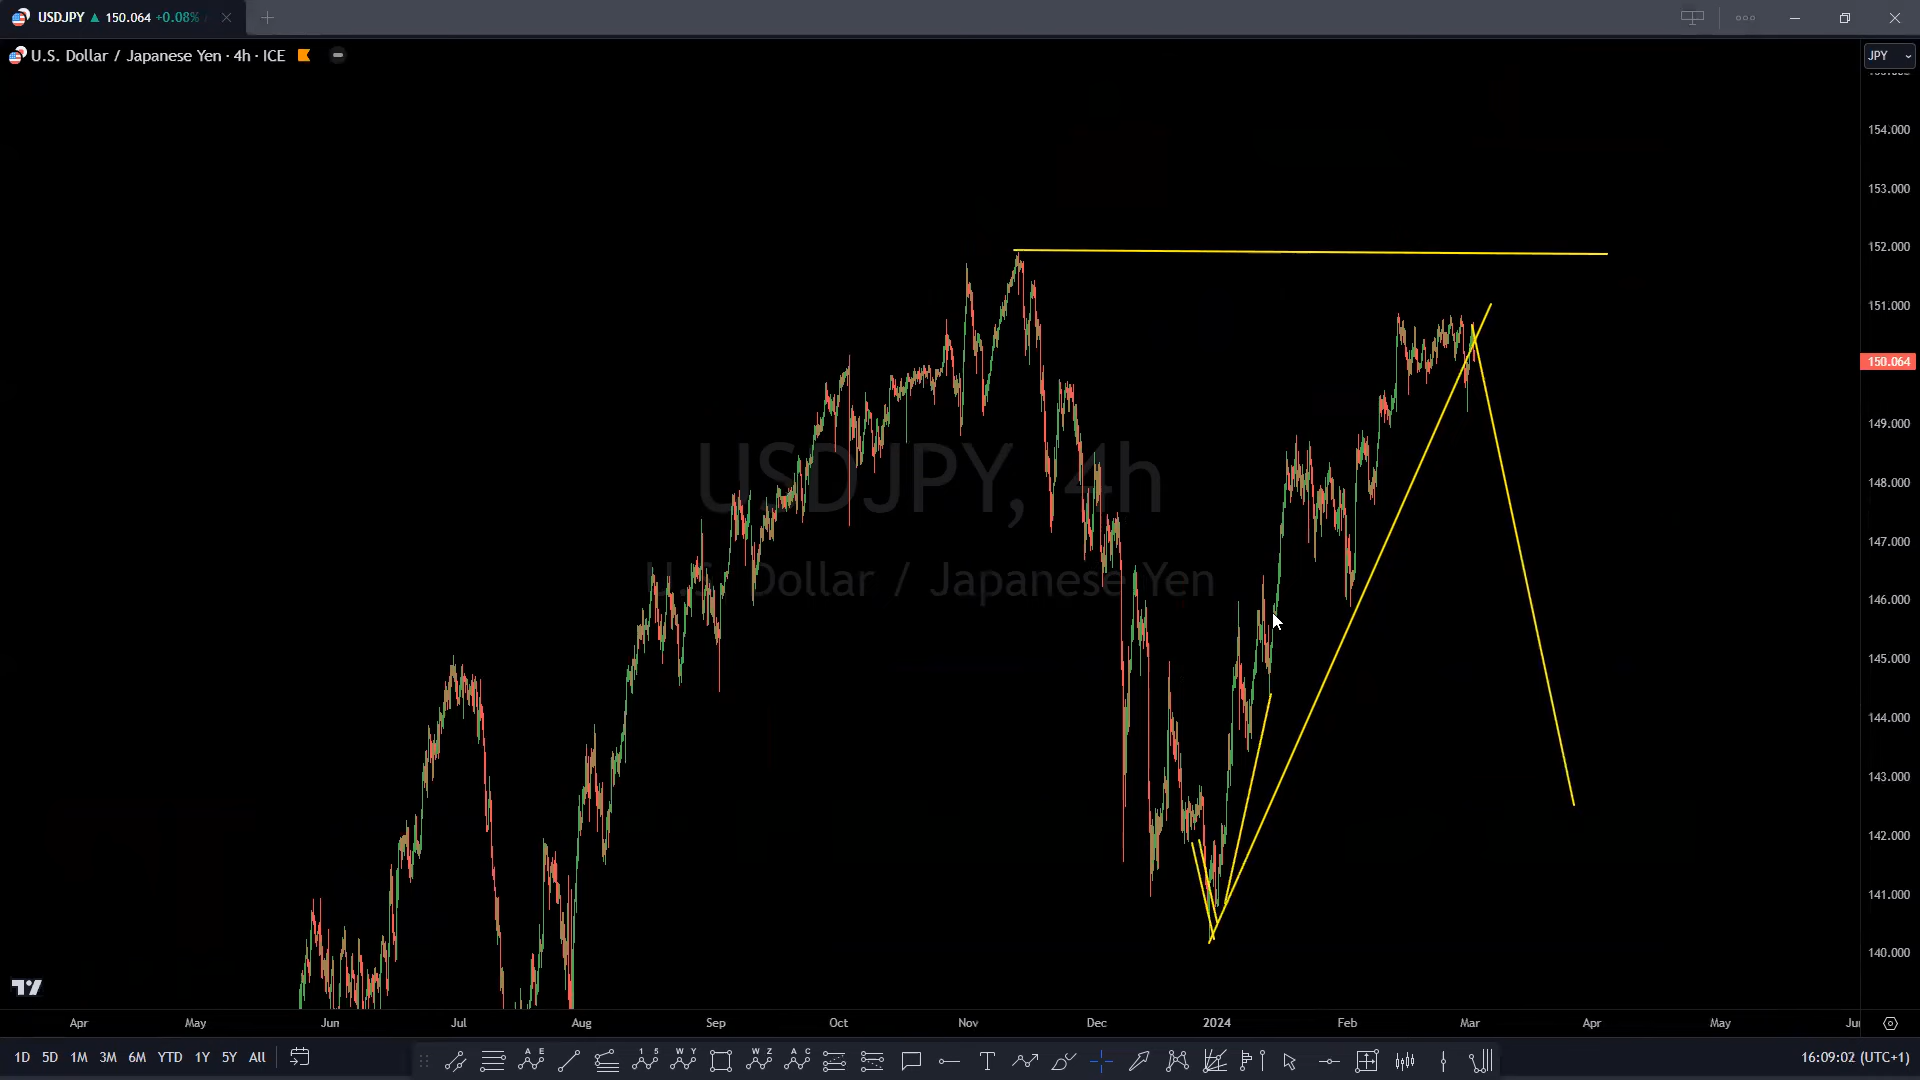 USDJPY ▲ 150.064 +0.08%
U.S. Dollar / Japanese Yen · 4h · ICE
JPY
154.000
153.000
152.000
151.000
150.064
149.000
148.000
147.000
146.000
145.000
144.000
143.000
142.000
141.000
140.000
USDJPY, 4h
U.S. Dollar / Japanese Yen
Apr May Jun Jul Aug Sep Oct Nov Dec 2024 Feb Mar Apr May
1D 5D 1M 3M 6M YTD 1Y 5Y All
A E
1 5
W Y
W Z
A C
T
16:09:02 (UTC+1)